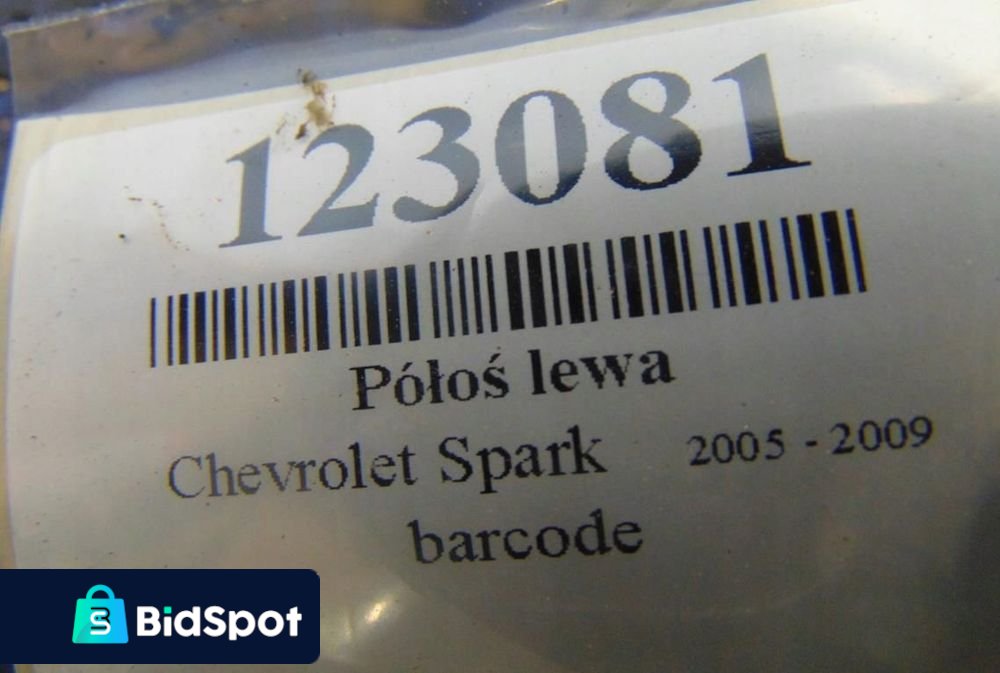 123081
Półoś lewa
Chevrolet Spark 2005 - 2009
barcode
BidSpot